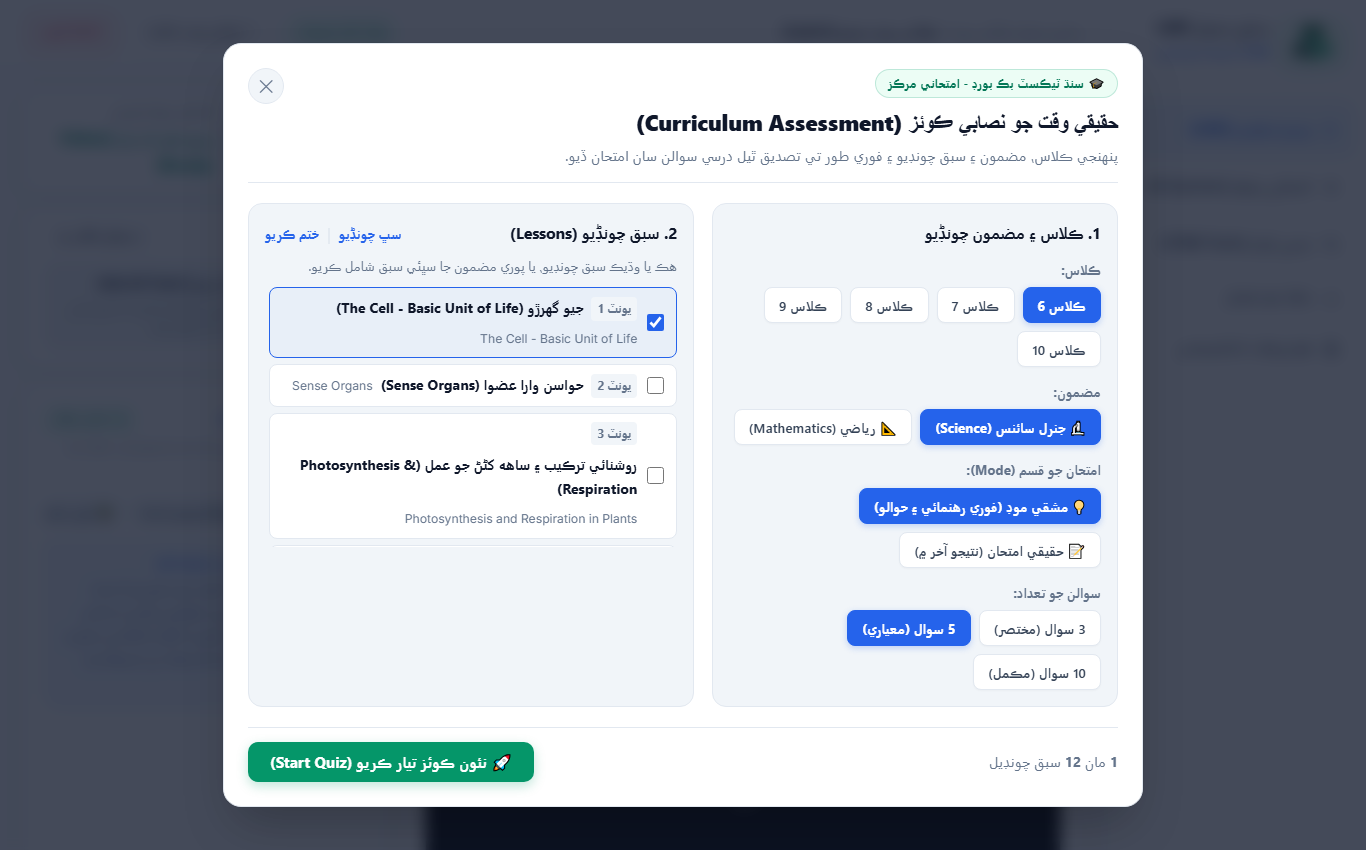 🎓 سنڌ ٽيڪسٽ بڪ بورڊ - امتحاني مرڪز
حقيقي وقت جو نصابي ڪوئز (Curriculum Assessment)
پنهنجي ڪلاس, مضمون ۽ سبق چونڊيو ۽ فوري طور تي تصديق ٿيل درسي سوالن سان امتحان ڏيو.
1. ڪلاس ۽ مضمون چونڊيو
ڪلاس:
ڪلاس 6
ڪلاس 7
ڪلاس 8
ڪلاس 9
ڪلاس 10
مضمون:
🔬 جنرل سائنس (Science)
📐 رياضي (Mathematics)
امتحان جو قسم (Mode):
💡 مشقي موڊ (فوري رهنمائي ۽ حوالو)
📝 حقيقي امتحان (نتيجو آخر ۾)
سوالن جو تعداد:
3 سوال (مختصر)
5 سوال (معياري)
10 سوال (مڪمل)
2. سبق چونڊيو (Lessons)
سڀ چونڊيو
ختم ڪريو
هڪ يا وڌيڪ سبق چونڊيو, يا پوري مضمون جا سڀئي سبق شامل ڪريو.
يونٽ 1 جيو گهرڙو (The Cell - Basic Unit of Life)
The Cell - Basic Unit of Life
يونٽ 2 حواسن وارا عضوا (Sense Organs) Sense Organs
يونٽ 3
روشنائي ترڪيب ۽ ساهه کڻڻ جو عمل (Photosynthesis &
Respiration)
Photosynthesis and Respiration in Plants
1 مان 12 سبق چونڊيل
🚀 نئون ڪوئز تيار ڪريو (Start Quiz)